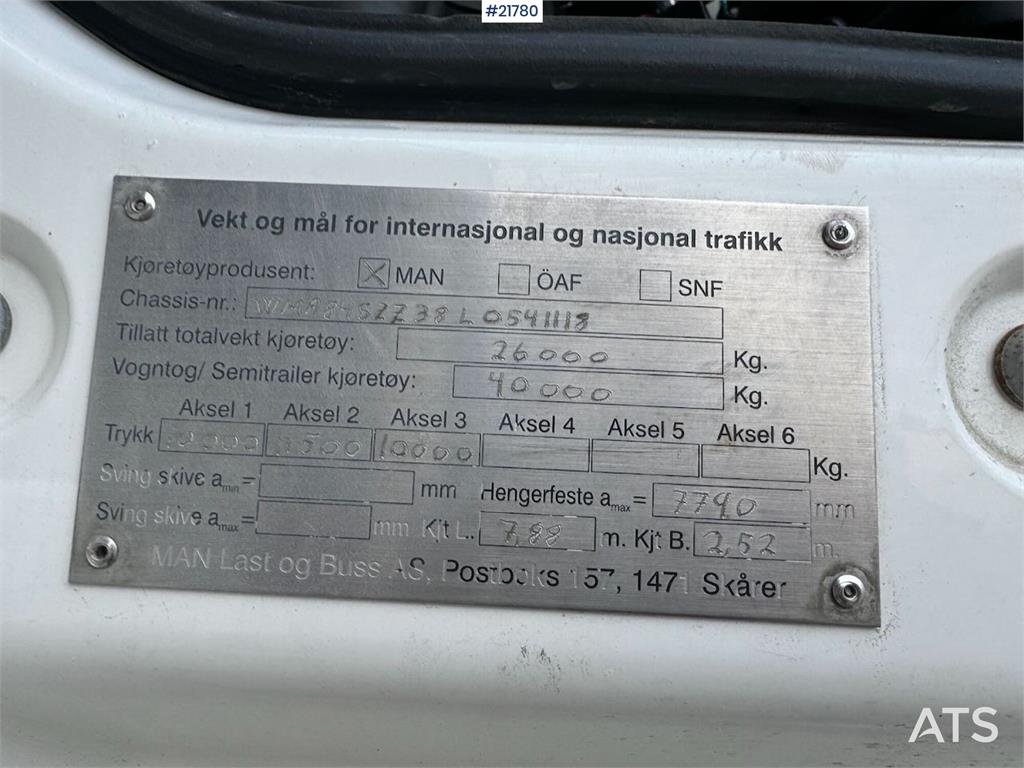 #21780
Vekt og mål for internasjonal og nasjonal trafikk
Kjøretøyprodusent: ☒ MAN ☐ ÖAF ☐ SNF
Chassis-nr.: L0541113
Tillatt totalvekt kjøretøy: 26000 Kg.
Vogntog/ Semitrailer kjøretøy: 40000 Kg.
Aksel 1 Aksel 2 Aksel 3 Aksel 4 Aksel 5 Aksel 6
Trykk 10000 Kg.
Sving skive amin= mm Hengerfeste amax= 7790 mm
Sving skive amax= mm Kjt L.. 7,88 m. Kjt B. 2,52 m.
MAN Last og Buss AS, Postboks 157, 1471 Skårer
ATS